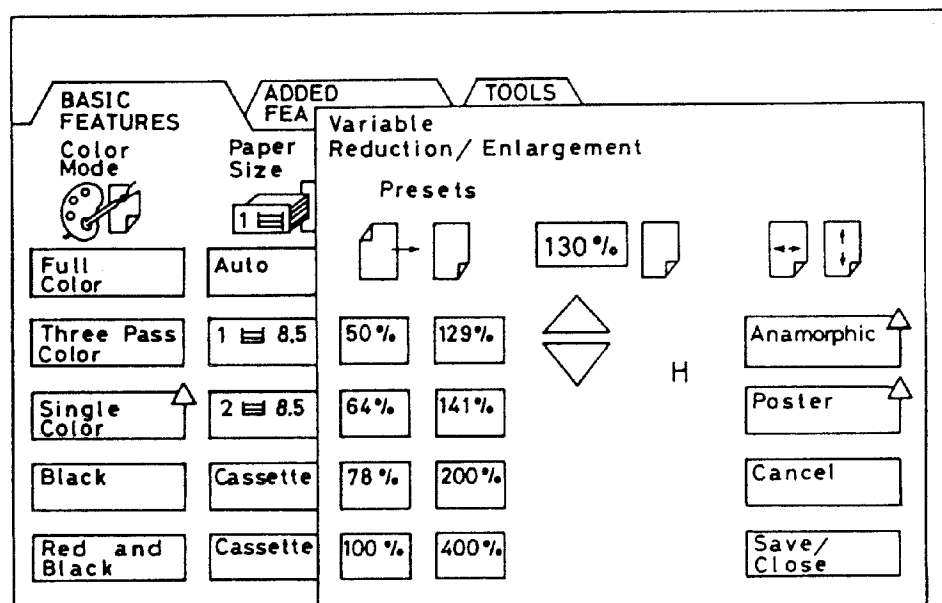 BASIC
FEATURES
ADDED
FEA
TOOLS
Color
Mode
Full
Color
Three Pass
Color
Single
Color
Black
Red and
Black
Paper
Size
1
Auto
1 8.5
2 8.5
Cassette
Cassette
Variable
Reduction/ Enlargement
Presets
130%
50% 129%
64% 141%
78% 200%
100% 400%
H
Anamorphic
Poster
Cancel
Save/
Close